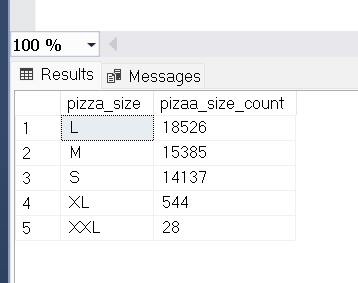 100 %
Results Messages
pizza_size pizaa_size_count
1 L 18526
2 M 15385
3 S 14137
4 XL 544
5 XXL 28